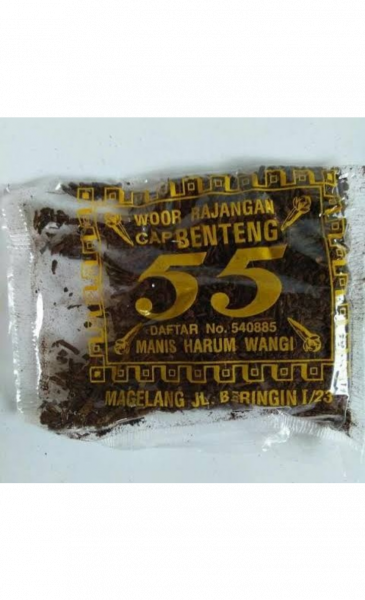 WOOR RAJANGAN
CAP BENTENG
55
DAFTAR No. 540885
MANIS HARUM WANGI
MAGELANG JL. BERINGIN I/23